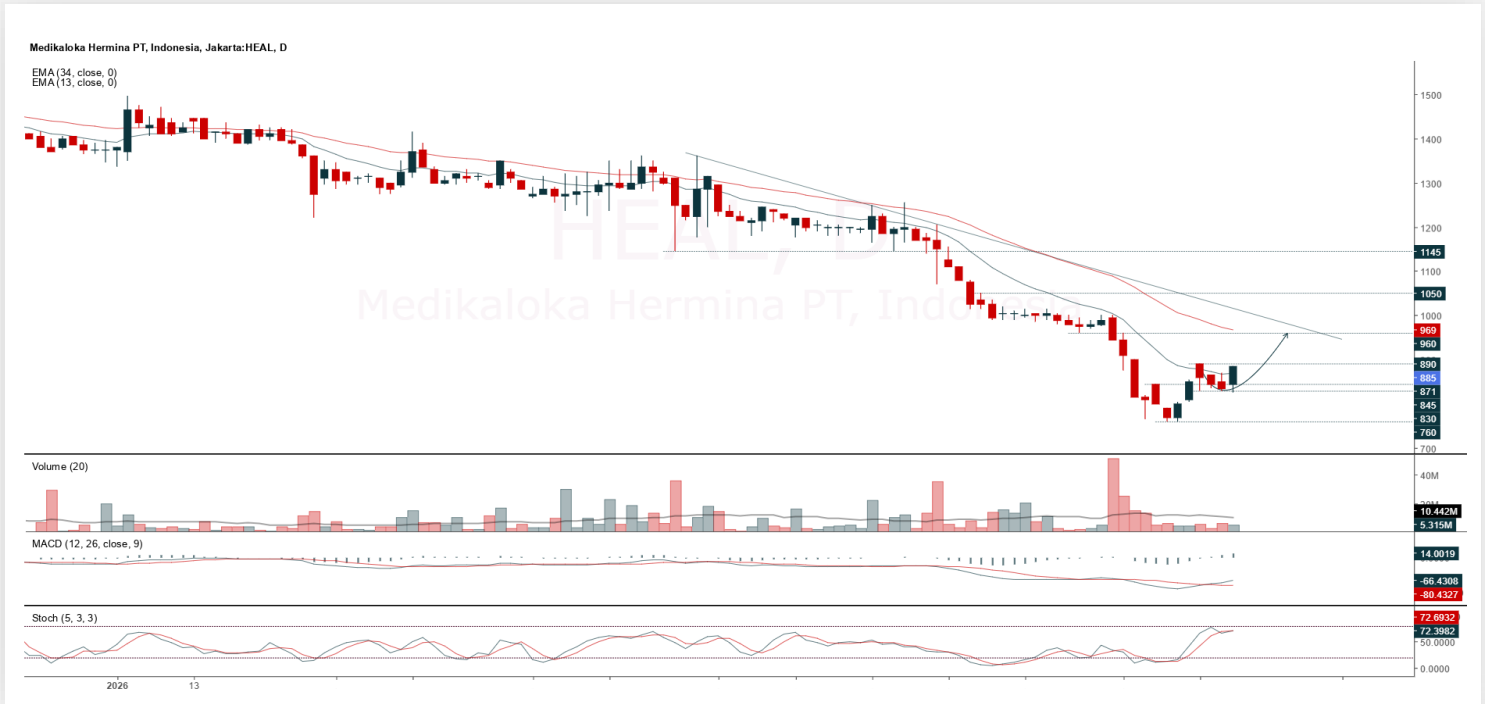 Medikaloka Hermina PT, Indonesia, Jakarta:HEAL, D
EMA (34, close, 0)
EMA (13, close, 0)
HEAL, D
Medikaloka Hermina PT, Indonesia
1500
1400
1300
1200
1145
1100
1050
1000
969
960
890
885
871
845
830
760
700
Volume (20)
40M
20M
10.442M
5.315M
MACD (12, 26, close, 9)
14.0019
-66.4308
-80.4327
Stoch (5, 3, 3)
72.6932
72.3982
50.0000
0.0000
2026
13